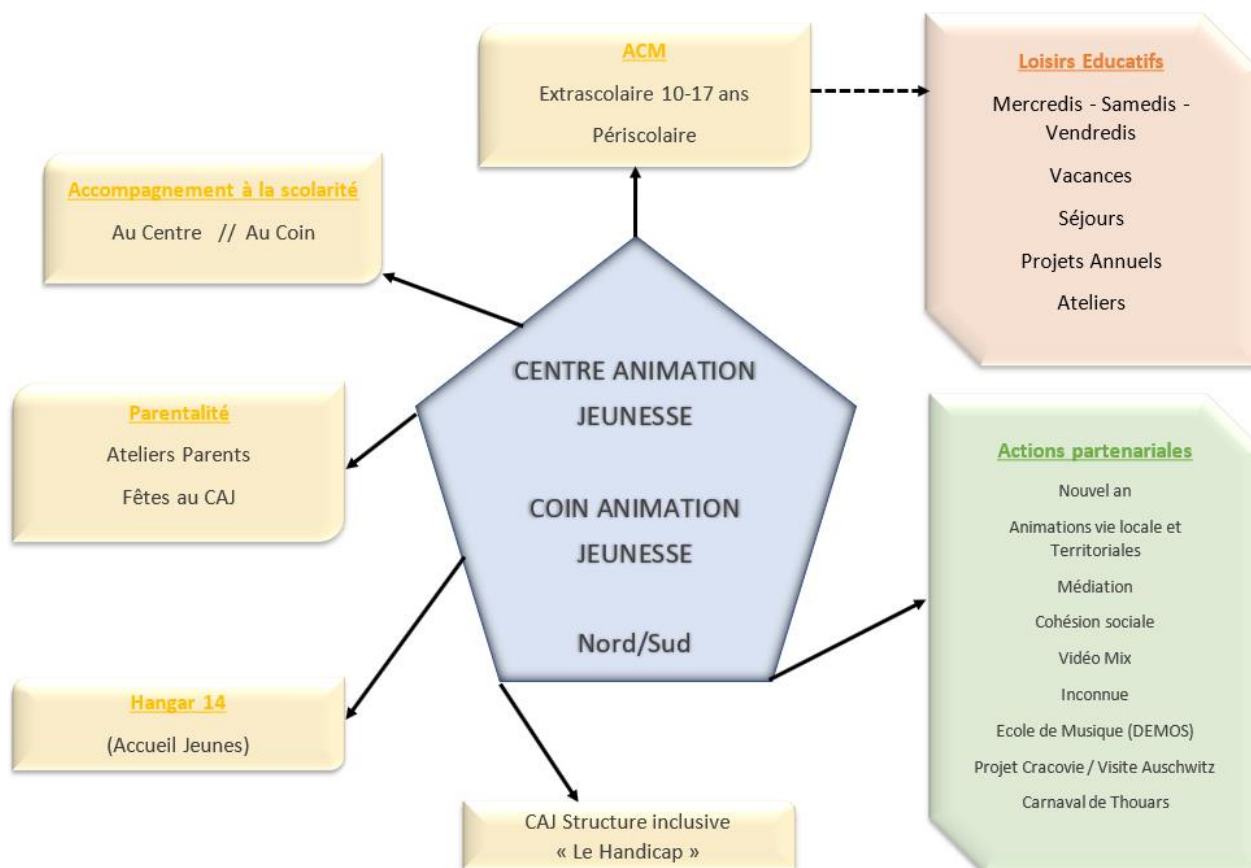 ACM
Extrascolaire 10-17 ans
Périscolaire
Loisirs Educatifs
Mercredis - Samedis -
Vendredis
Vacances
Séjours
Projets Annuels
Ateliers
Accompagnement à la scolarité
Au Centre // Au Coin
Parentalité
Ateliers Parents
Fêtes au CAJ
CENTRE ANIMATION
JEUNESSE
COIN ANIMATION
JEUNESSE
Nord/Sud
Actions partenariales
Nouvel an
Animations vie locale et
Territoriales
Médiation
Cohésion sociale
Vidéo Mix
Inconnue
Ecole de Musique (DEMOS)
Projet Cracovie / Visite Auschwitz
Carnaval de Thouars
Hangar 14
(Accueil Jeunes)
CAJ Structure inclusive
« Le Handicap »